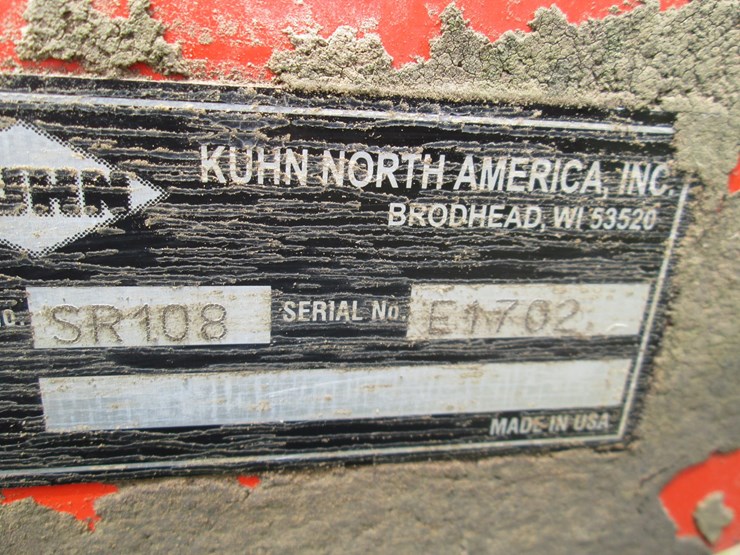 KUHN NORTH AMERICA, INC.
BRODHEAD, WI 53520
SR108 SERIAL No. E1702
MADE IN USA